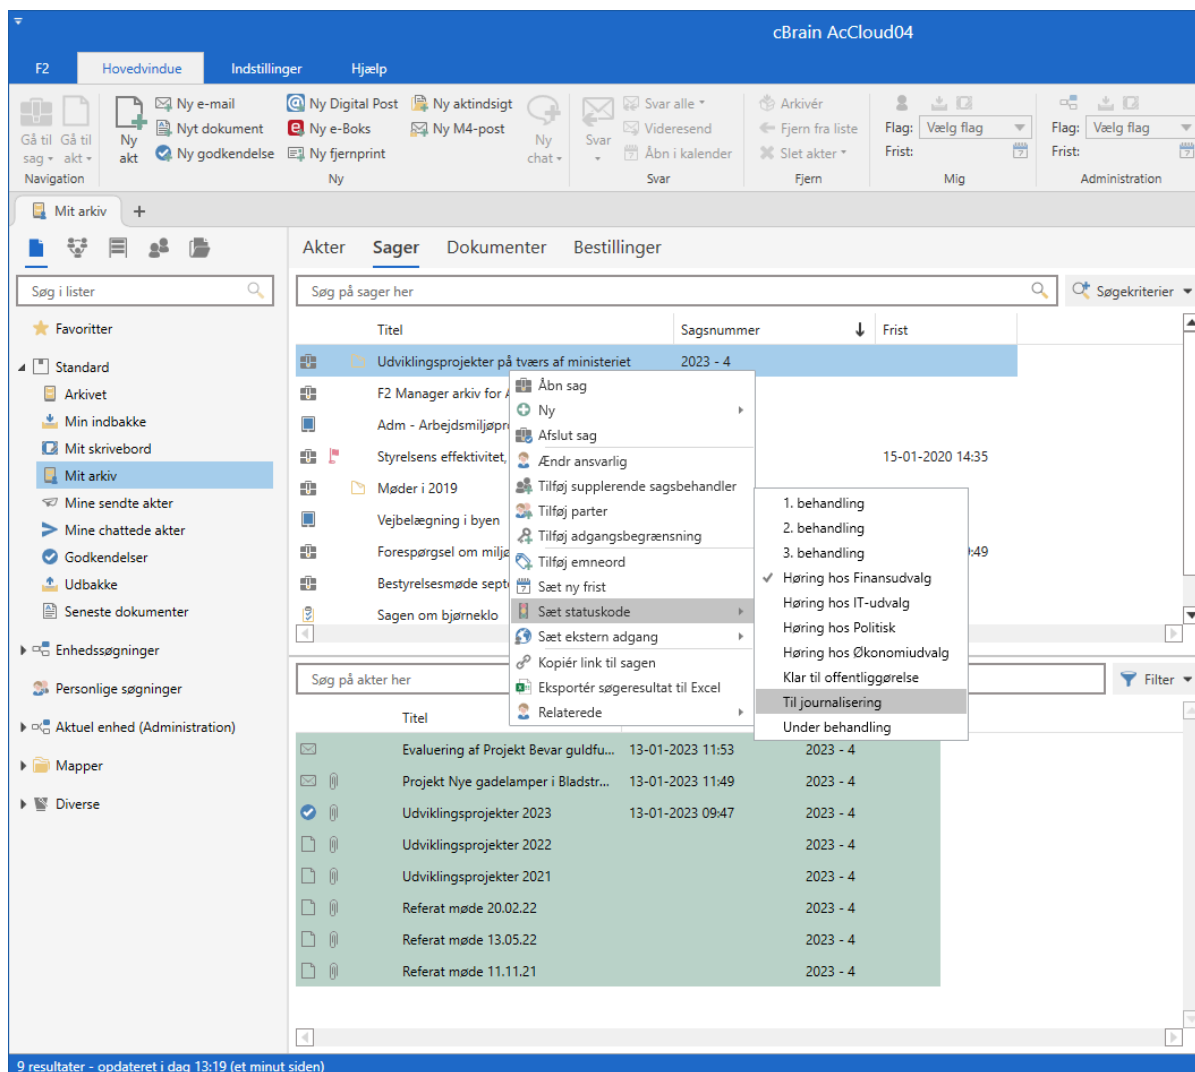 cBrain AcCloud04
F2 Hovedvindue Indstillinger Hjælp
Ny e-mail Ny Digital Post Ny aktindsigt Svar alle Arkivér
Gå til sag Gå til akt Ny akt Nyt dokument Ny e-Boks Ny M4-post Ny chat Svar Videresend Fjern fra liste Flag: Vælg flag Flag: Vælg flag
Ny godkendelse Ny fjernprint Åbn i kalender Slet akter Frist: Frist:
Navigation Ny Svar Fjern Mig Administration
Mit arkiv +
Akter Sager Dokumenter Bestillinger
Søg i lister
Søg på sager her Søgekriterier
Favoritter
Standard
Arkivet
Min indbakke
Mit skrivebord
Mit arkiv
Mine sendte akter
Mine chattede akter
Godkendelser
Udbakke
Seneste dokumenter
Enhedssøgninger
Personlige søgninger
Aktuel enhed (Administration)
Mapper
Diverse
Titel Sagsnummer Frist
Udviklingsprojekter på tværs af ministeriet 2023 - 4
F2 Manager arkiv for
Adm -
Styrelsens effektivitet, 15-01-2020 14:35
Møder i 2019
Vejbelægning i byen
Forespørgsel om :49
Bestyrelsesmøde
Sagen om bjørneklo
Åbn sag
Ny
Afslut sag
Ændr ansvarlig
Tilføj supplerende sagsbehandler
Tilføj parter
Tilføj adgangsbegrænsning
Tilføj emneord
Sæt ny frist
Sæt statuskode
Sæt ekstern adgang
Kopiér link til sagen
Eksportér søgeresultat til Excel
Relaterede
1. behandling
2. behandling
3. behandling
Høring hos Finansudvalg
Høring hos IT-udvalg
Høring hos Politisk
Høring hos Økonomiudvalg
Klar til offentliggørelse
Til journalisering
Under behandling
Søg på akter her Filter
Titel
Evaluering af Projekt Bevar guldfu... 13-01-2023 11:53 2023 - 4
Projekt Nye gadelamper i Bladstr... 13-01-2023 11:49 2023 - 4
Udviklingsprojekter 2023 13-01-2023 09:47 2023 - 4
Udviklingsprojekter 2022 2023 - 4
Udviklingsprojekter 2021 2023 - 4
Referat møde 20.02.22 2023 - 4
Referat møde 13.05.22 2023 - 4
Referat møde 11.11.21 2023 - 4
9 resultater - opdateret i dag 13:19 (et minut siden)